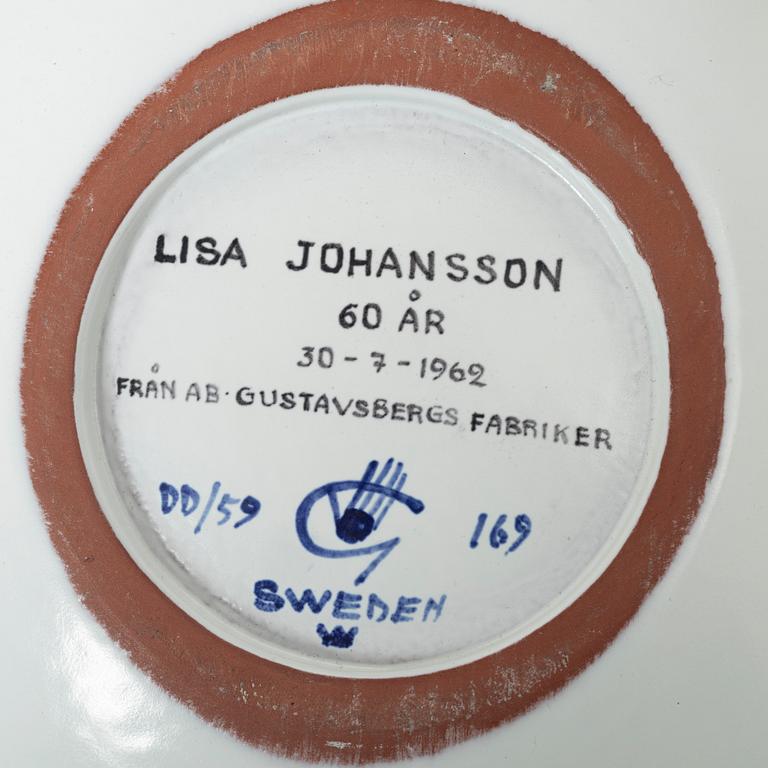 LISA JOHANSSON
60 ÅR
30-7-1962
FRÅN AB. GUSTAVSBERGS FABRIKER
DD/59 G 169
SWEDEN